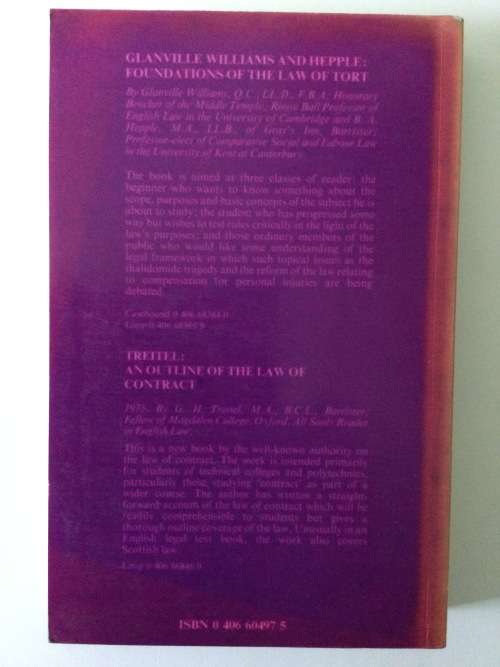 GLANVILLE WILLIAMS AND HEPPLE:
FOUNDATIONS OF THE LAW OF TORT
By Glanville Williams, Q.C., LL.D., F.B.A., Honorary
Bencher of the Middle Temple; Rouse Ball Professor of
English Law in the University of Cambridge and B. A.
Hepple, M.A., LL.B., of Gray's Inn, Barrister;
Professor-elect of Comparative Social and Labour Law
in the University of Kent at Canterbury.
The book is aimed at three classes of reader: the
beginner who wants to know something about the
scope, purposes and basic concepts of the subject he is
about to study; the student who has progressed some
way but wishes to test rules critically in the light of the
law's purposes; and those ordinary members of the
public who would like some understanding of the
legal framework in which such topical issues as the
thalidomide tragedy and the reform of the law relating
to compensation for personal injuries are being
debated.
Casebound 0 406
Limp 0 406
TREITEL:
AN OUTLINE OF THE LAW OF
CONTRACT
1975. By G. H. Treitel, M.A., B.C.L., Barrister,
Fellow of Magdalen College, Oxford, All Souls Reader
in English Law.
This is a new book by the well-known authority on
the law of contract. The work is intended primarily
for students of technical colleges and polytechnics,
particularly those studying 'contract' as part of a
wider course. The author has written a straight-
forward account of the law of contract which will be
readily comprehensible to students but gives a
thorough outline coverage of the law. Unusually in an
English legal text book, the work also covers
Scottish law.
Limp 0 406
ISBN 0 406 60497 5